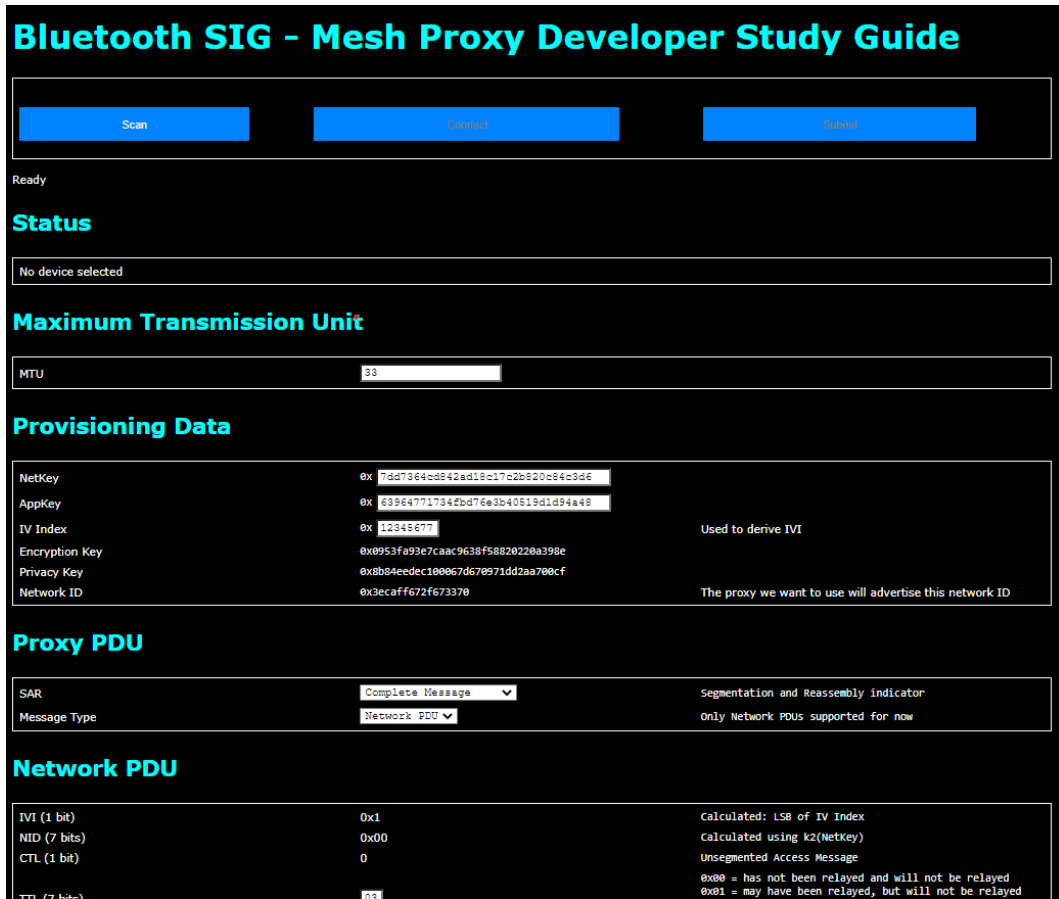 Bluetooth SIG - Mesh Proxy Developer Study Guide
Scan Connect Submit
Ready
Status
No device selected
Maximum Transmission Unit
MTU 33
Provisioning Data
NetKey 0x 7dd7364cd842ad18c17c2b820c84c3d6
AppKey 0x 63964771734fbd76e3b40519d1d94a48
IV Index 0x 12345677 Used to derive IVI
Encryption Key 0x0953fa93e7caac9638f58820220a398e
Privacy Key 0x8b84eedec100067d670971dd2aa700cf
Network ID 0x3ecaff672f673370 The proxy we want to use will advertise this network ID
Proxy PDU
SAR Complete Message Segmentation and Reassembly indicator
Message Type Network PDU Only Network PDUs supported for now
Network PDU
IVI (1 bit) 0x1 Calculated: LSB of IV Index
NID (7 bits) 0x00 Calculated using k2(NetKey)
CTL (1 bit) 0 Unsegmented Access Message
0x00 = has not been relayed and will not be relayed
0x01 = may have been relayed, but will not be relayed
TTL (7 bits) 03